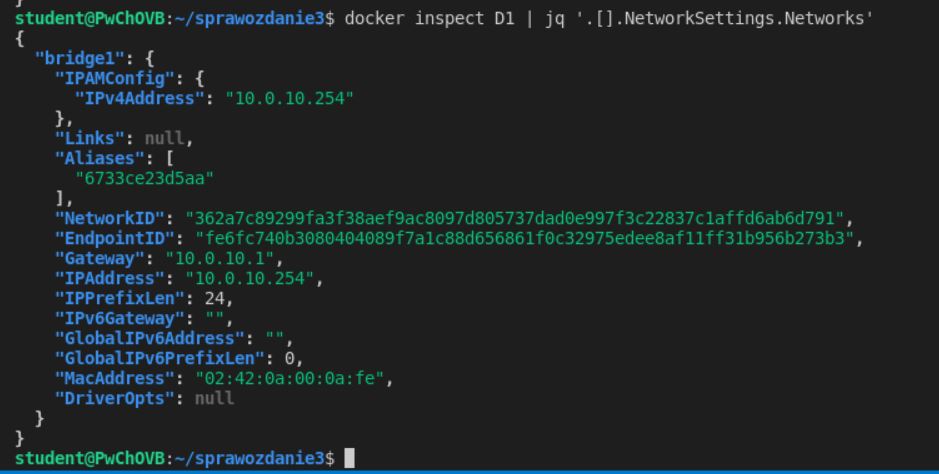 }
student@PwChOVB:~/sprawozdanie3$ docker inspect D1 | jq '.[].NetworkSettings.Networks'
{
  "bridge1": {
    "IPAMConfig": {
      "IPv4Address": "10.0.10.254"
    },
    "Links": null,
    "Aliases": [
      "6733ce23d5aa"
    ],
    "NetworkID": "362a7c89299fa3f38aef9ac8097d805737dad0e997f3c22837c1affd6ab6d791",
    "EndpointID": "fe6fc740b3080404089f7a1c88d656861f0c32975edee8af11ff31b956b273b3",
    "Gateway": "10.0.10.1",
    "IPAddress": "10.0.10.254",
    "IPPrefixLen": 24,
    "IPv6Gateway": "",
    "GlobalIPv6Address": "",
    "GlobalIPv6PrefixLen": 0,
    "MacAddress": "02:42:0a:00:0a:fe",
    "DriverOpts": null
  }
}
student@PwChOVB:~/sprawozdanie3$